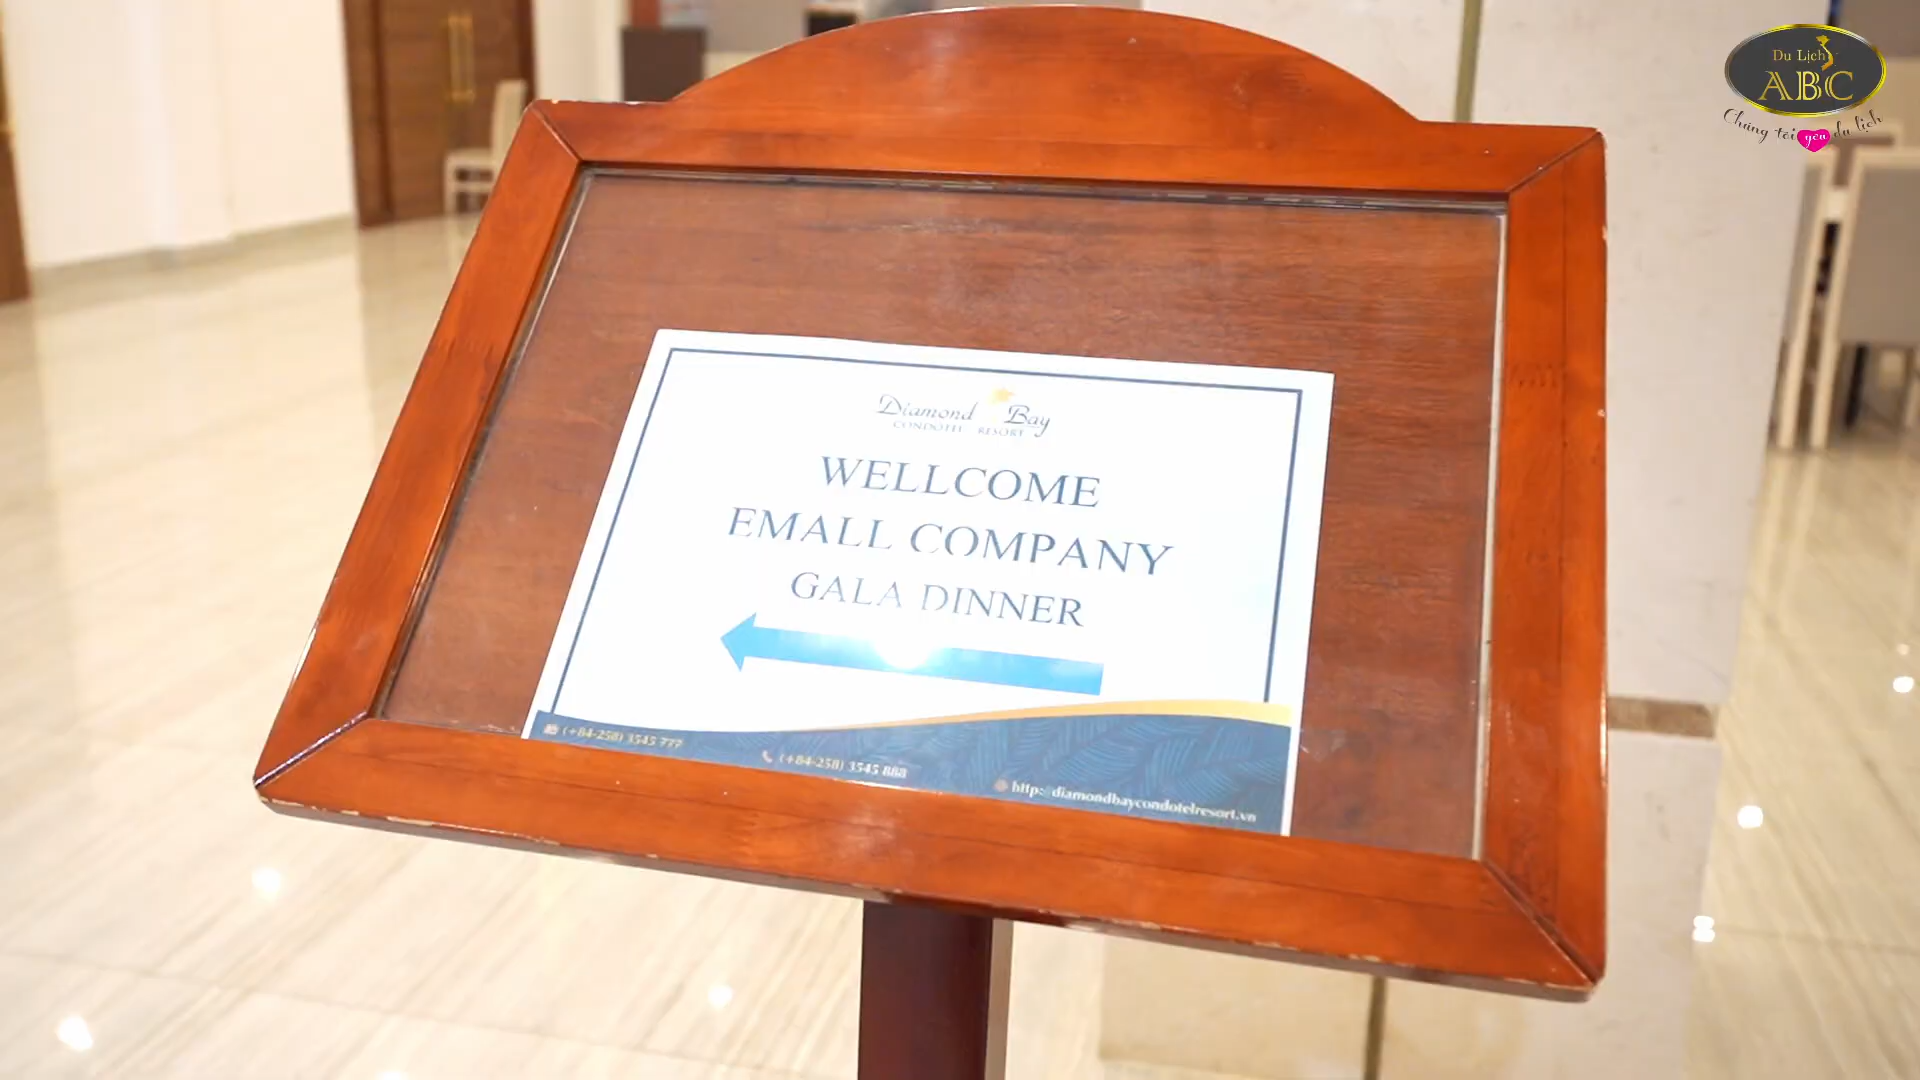 Du Lịch
ABC
Chúng tôi yêu du lịch
Diamond Bay
CONDOTEL RESORT
WELLCOME
EMALL COMPANY
GALA DINNER
(+84-258) 3545 777
(+84-258) 3545 888
http://diamondbaycondotelresort.vn